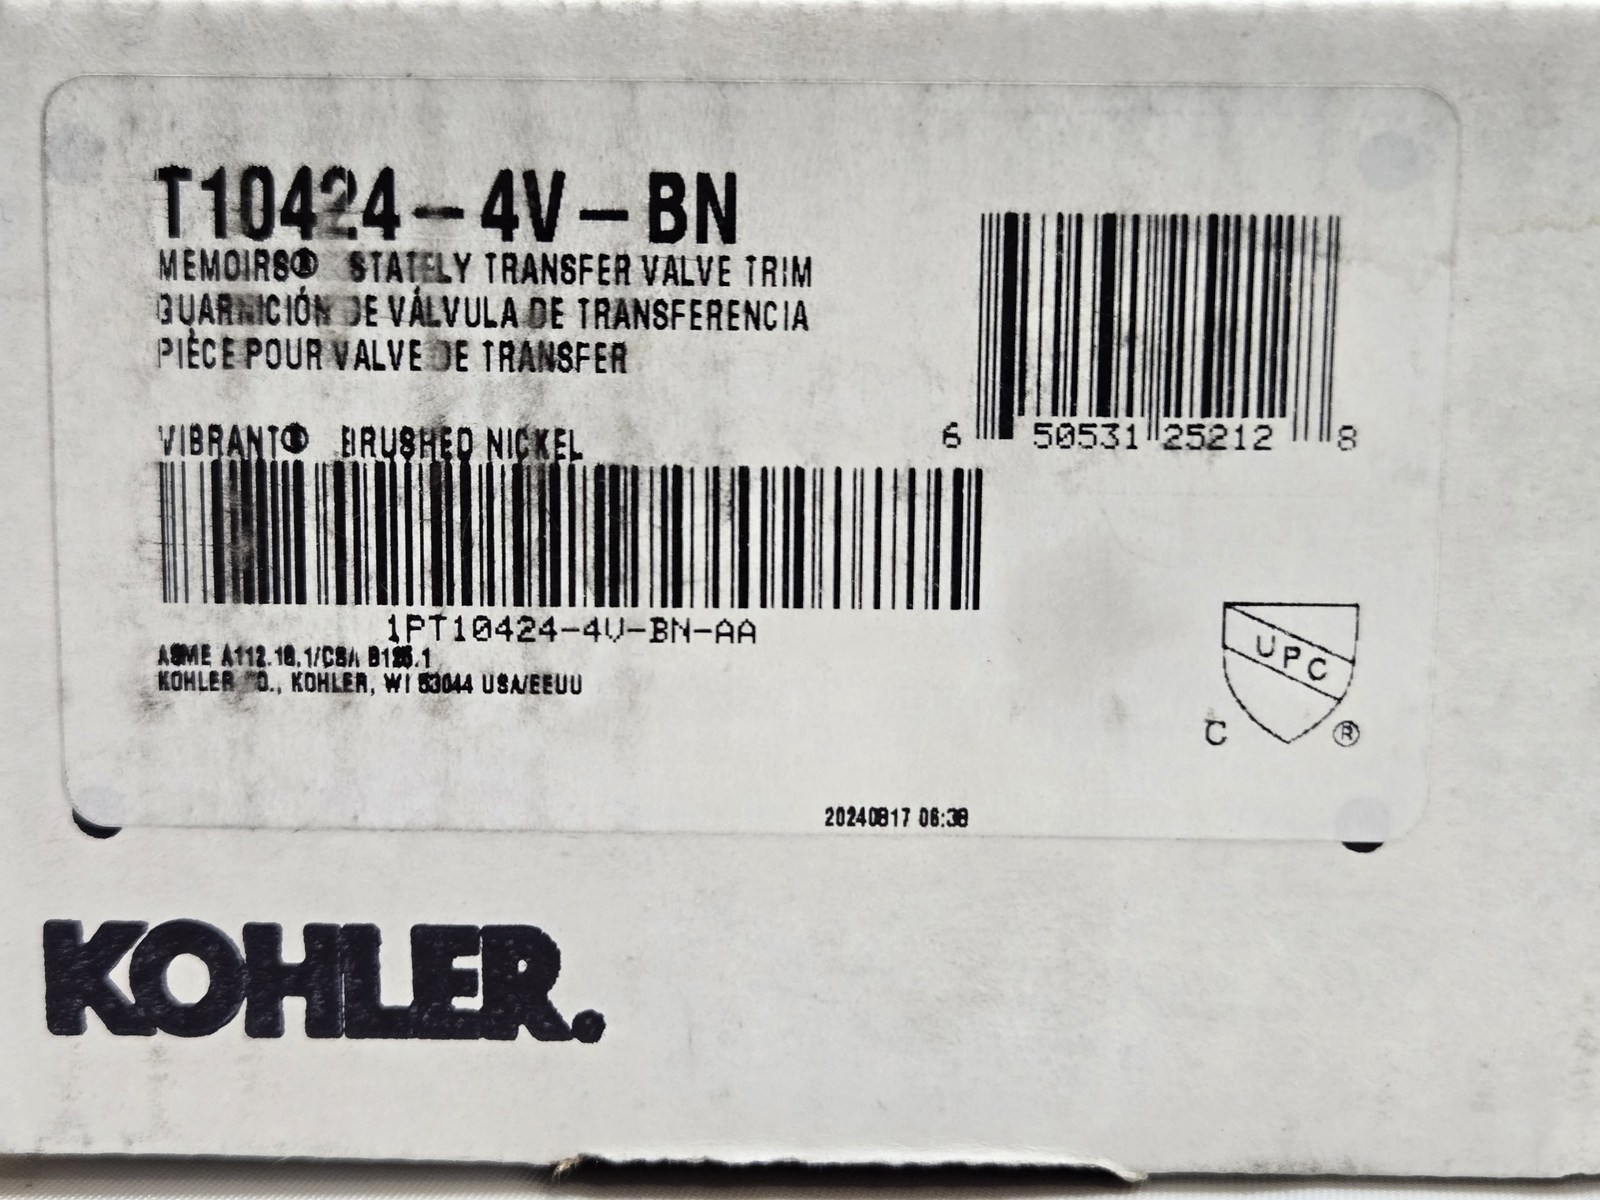 T10424-4V-BN
MEMOIRS® STATELY TRANSFER VALVE TRIM
GUARNICIÓN DE VÁLVULA DE TRANSFERENCIA
PIÈCE POUR VALVE DE TRANSFER
VIBRANT® BRUSHED NICKEL
6 50531 25212 8
1PT10424-4V-BN-AA
ASME A112.18.1/CSA B125.1
KOHLER CO., KOHLER, WI 53044 USA/EEUU
UPC
C ®
20240817 06:38
KOHLER.